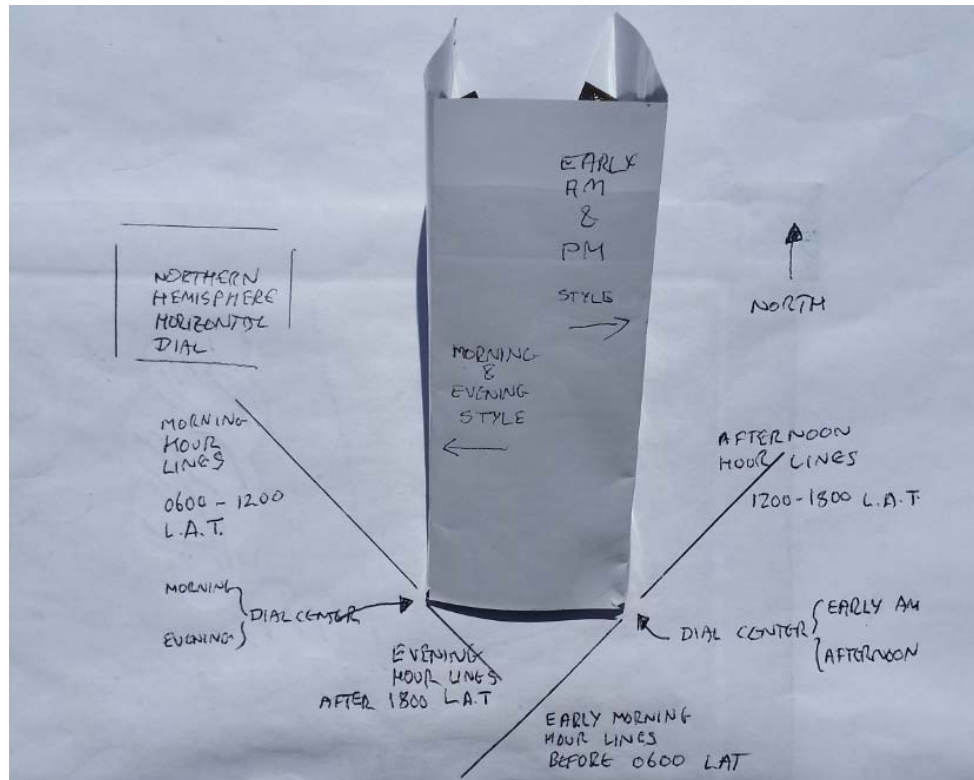 EARLY
AM
&
PM
STYLE
NORTHERN
HEMISPHERE
HORIZONTAL
DIAL
NORTH
MORNING
&
EVENING
STYLE
MORNING
HOUR
LINES
0600 - 1200
L.A.T.
AFTERNOON
HOUR LINES
1200-1800 L.A.T.
MORNING
EVENING
DIAL CENTER
DIAL CENTER
EARLY AM
AFTERNOON
EVENING
HOUR LINES
AFTER 1800 L.A.T
EARLY MORNING
HOUR LINES
BEFORE 0600 LAT